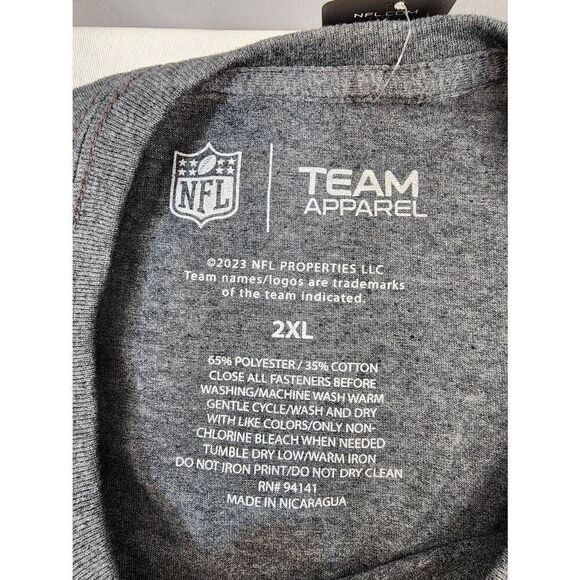 NFL.COM
NFL
TEAM
APPAREL
©2023 NFL PROPERTIES LLC
Team names/logos are trademarks
of the team indicated.
2XL
65% POLYESTER / 35% COTTON
CLOSE ALL FASTENERS BEFORE
WASHING/MACHINE WASH WARM
GENTLE CYCLE/WASH AND DRY
WITH LIKE COLORS/ONLY NON-
CHLORINE BLEACH WHEN NEEDED
TUMBLE DRY LOW/WARM IRON
DO NOT IRON PRINT/DO NOT DRY CLEAN
RN# 94141
MADE IN NICARAGUA